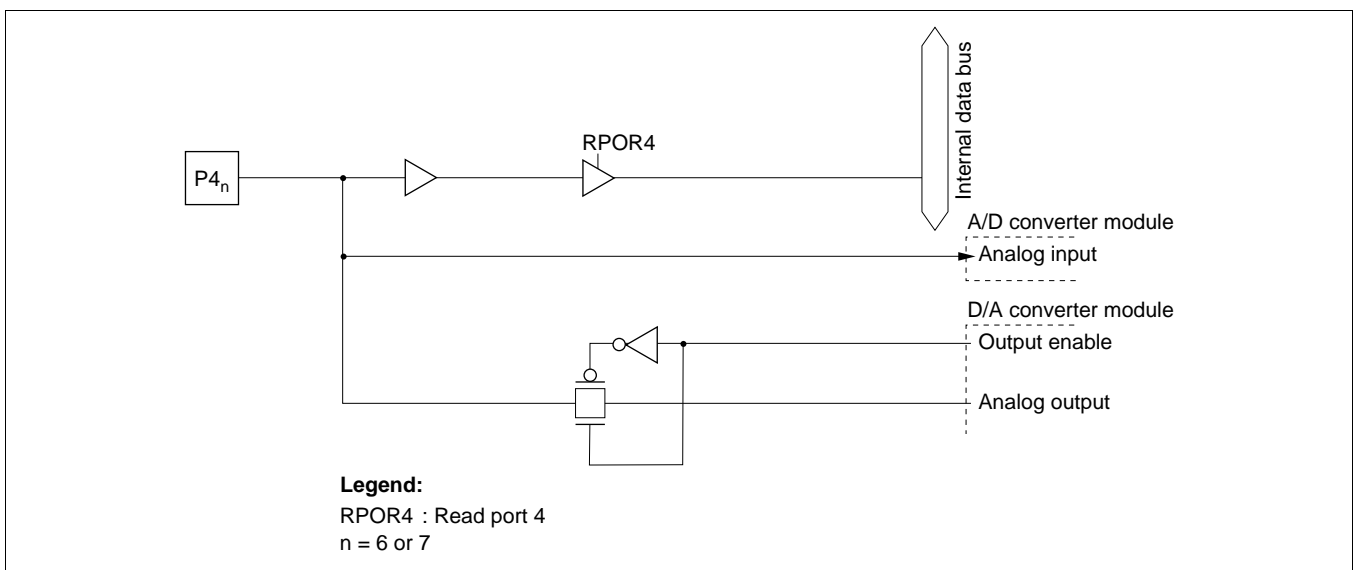 RPOR4
P4n
Internal data bus
A/D converter module
Analog input
D/A converter module
Output enable
Analog output
Legend:
RPOR4 : Read port 4
n = 6 or 7